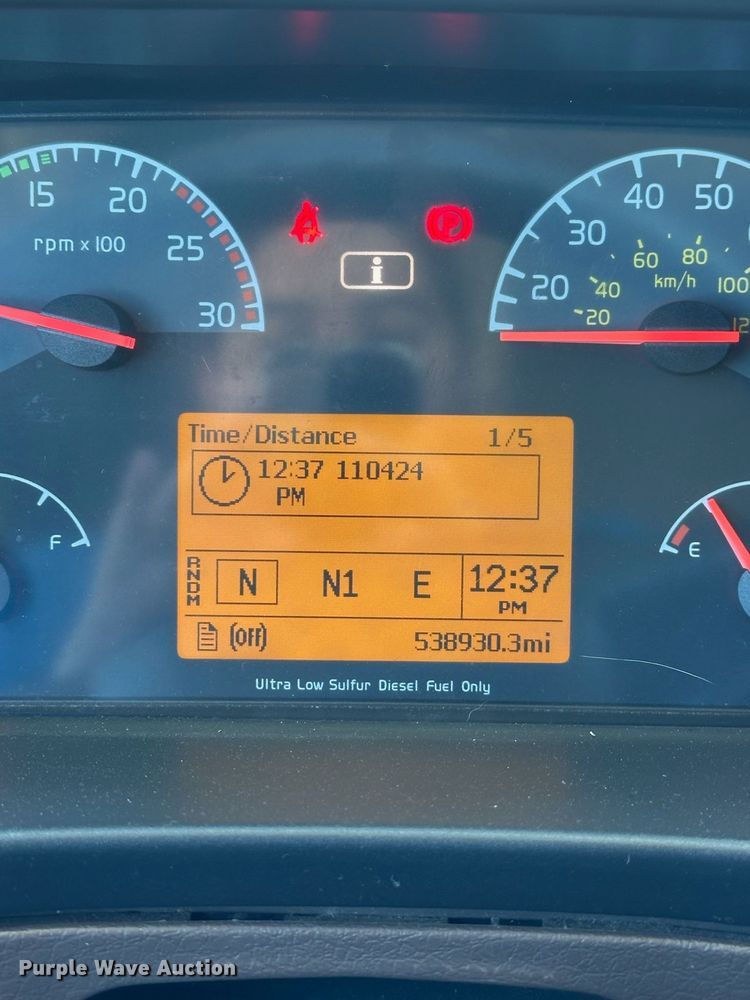 15 20 25 30
rpm x 100
20 30 40 50
20 40 60 80 100 12
km/h
P
i
Time/Distance 1/5
12:37 110424
PM
F
E
RNDM N N1 E 12:37
PM
(Off) 538930.3mi
Ultra Low Sulfur Diesel Fuel Only
Purple Wave Auction